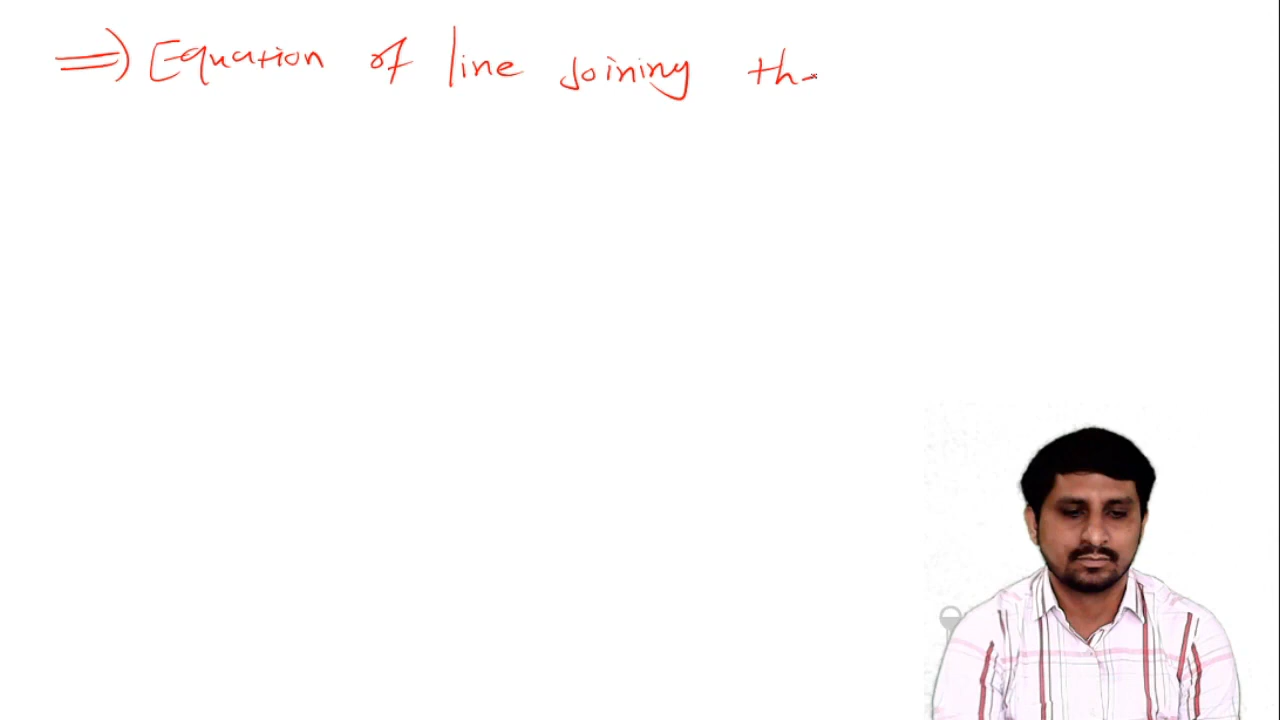 ⇒) Equation of line joining th